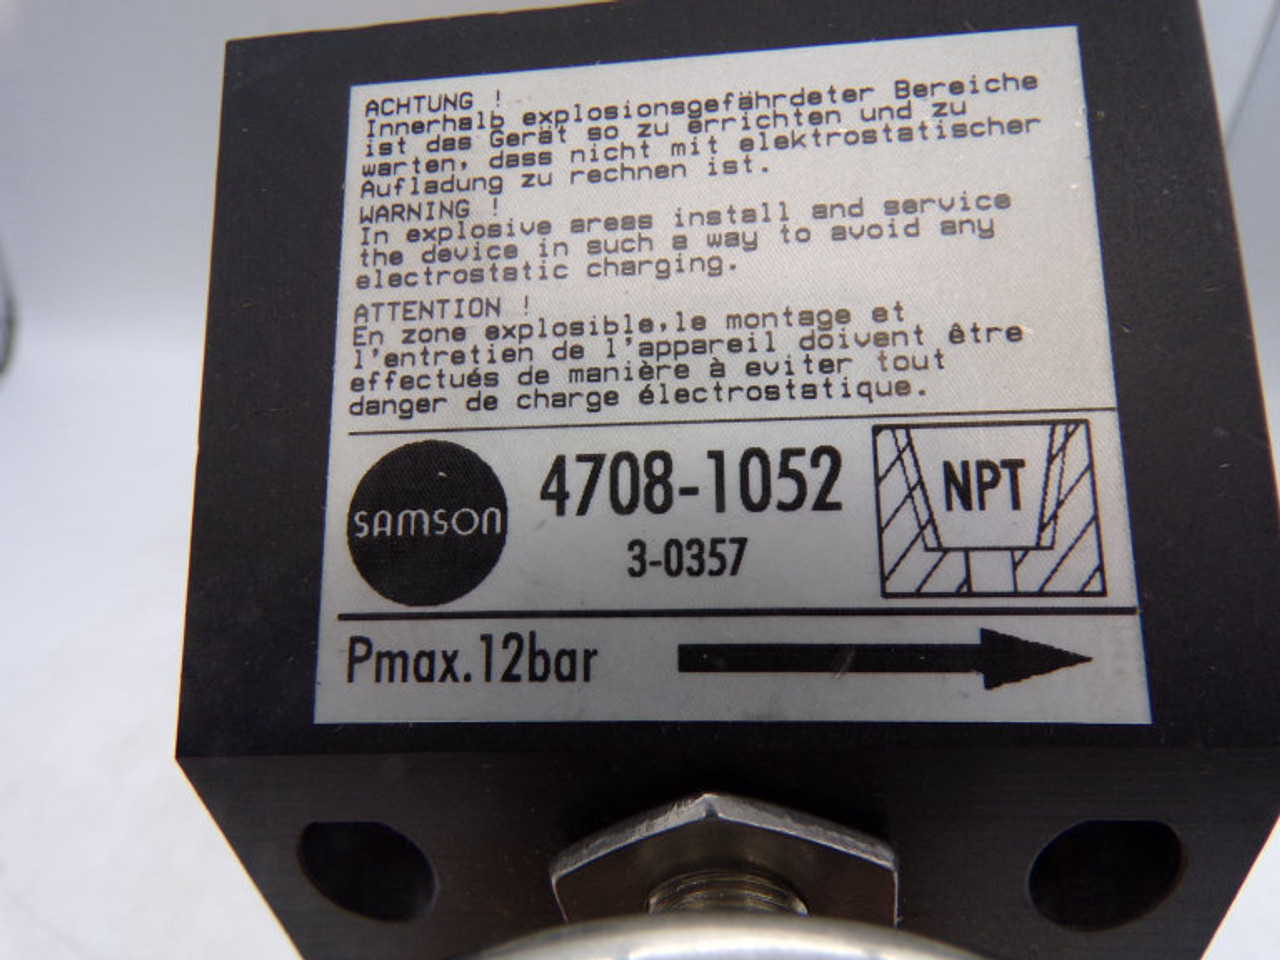 ACHTUNG !
Innerhalb explosionsgefährdeter Bereiche
ist das Gerät so zu errichten und zu
warten, dass nicht mit elektrostatischer
Aufladung zu rechnen ist.
WARNING !
In explosive areas install and service
the device in such a way to avoid any
electrostatic charging.
ATTENTION !
En zone explosible,le montage et
l'entretien de l'appareil doivent être
effectués de manière à eviter tout
danger de charge électrostatique.
SAMSON
4708-1052
3-0357
NPT
Pmax.12bar